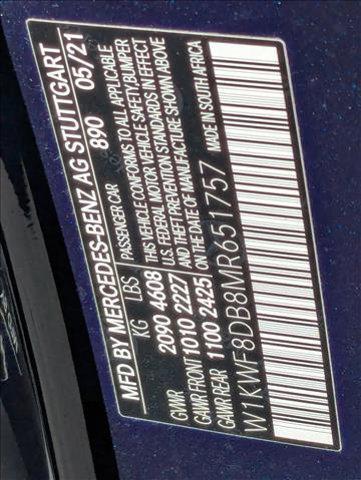 MFD BY MERCEDES-BENZ AG STUTTGART
890 05/21
KG LBS PASSENGER CAR
GVWR 2090 4608 THIS VEHICLE CONFORMS TO ALL APPLICABLE
GAWR FRONT 1010 2227 U.S. FEDERAL MOTOR VEHICLE SAFETY,BUMPER
GAWR REAR 1100 2425 AND THEFT PREVENTION STANDARDS IN EFFECT
ON THE DATE OF MANUFACTURE SHOWN ABOVE
W1KWF8DB8MR651757 MADE IN SOUTH AFRICA